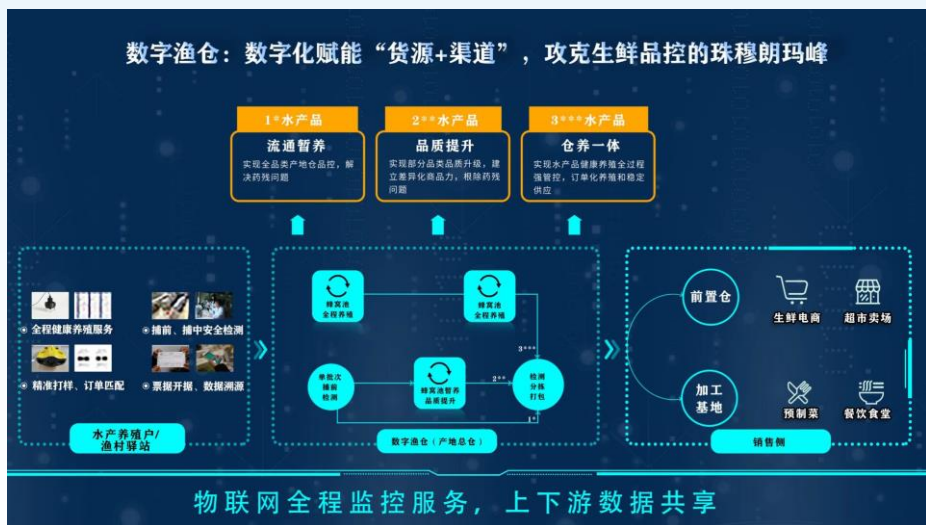 数字渔仓：数字化赋能“货源+渠道”，攻克生鲜品控的珠穆朗玛峰
1*水产品
流通暂养
实现全品类产地仓品控，解
决药残问题
2**水产品
品质提升
实现部分品类品质升级，建
立差异化商品力，根除药残
问题
3***水产品
仓养一体
实现水产品健康养殖全过程
强管控，订单化养殖和稳定
供应
全程健康养殖服务
捕前、捕中安全检测
精准打样、订单匹配
票据开据、数据溯源
水产养殖户/
渔村驿站
蜂窝池
全程养殖
蜂窝池
全程养殖
3***
单批次
捕前
检测
蜂窝池暂养
品质提升
2**
检测
分拣
打包
1*
数字渔仓（产地总仓）
前置仓
生鲜电商
超市卖场
加工
基地
预制菜
餐饮食堂
销售侧
物联网全程监控服务，上下游数据共享